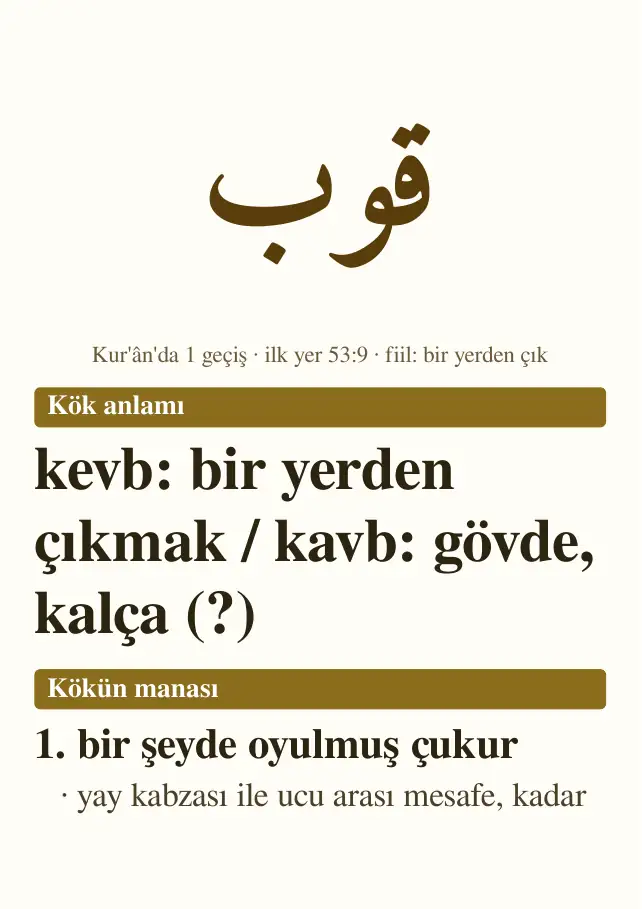 قوب
Kur'ân'da 1 geçiş · ilk yer 53:9 · fiil: bir yerden çık
Kök anlamı
kevb: bir yerden
çıkmak / kavb: gövde,
kalça (?)
Kökün manası
1. bir şeyde oyulmuş çukur
· yay kabzası ile ucu arası mesafe, kadar